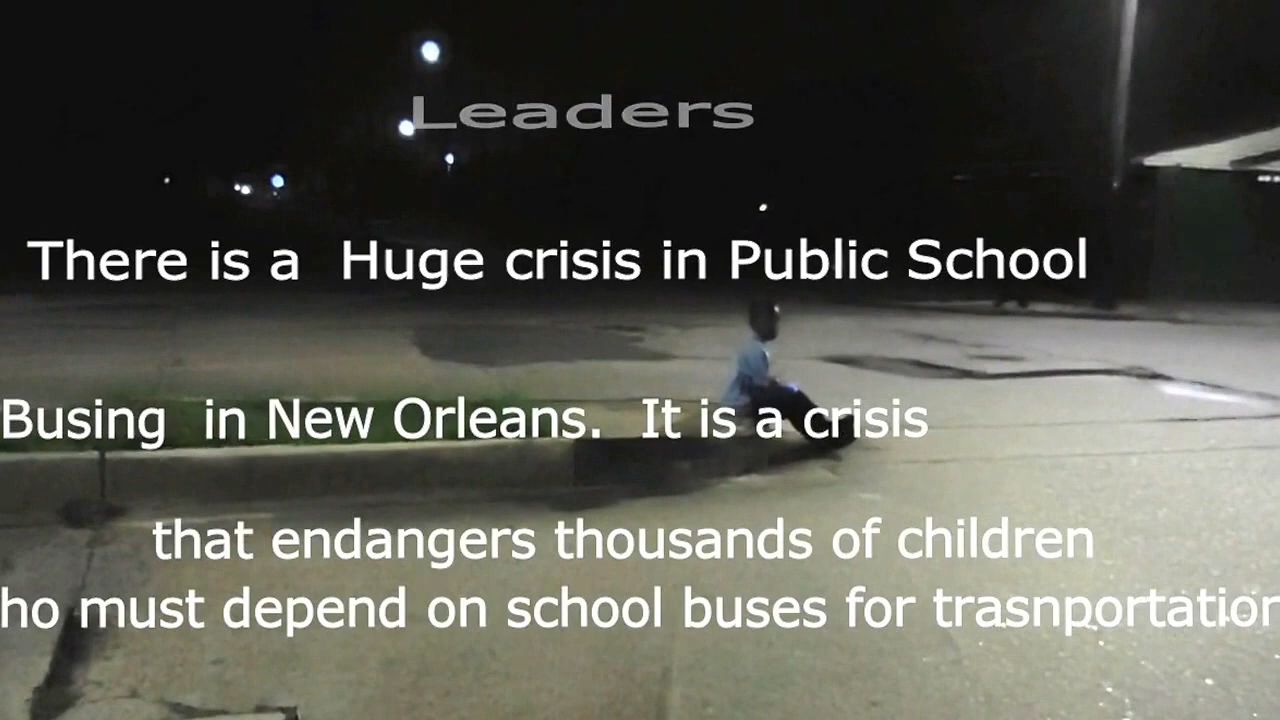 Leaders
There is a Huge crisis in Public School
Busing in New Orleans. It is a crisis
that endangers thousands of children
ho must depend on school buses for trasnportation